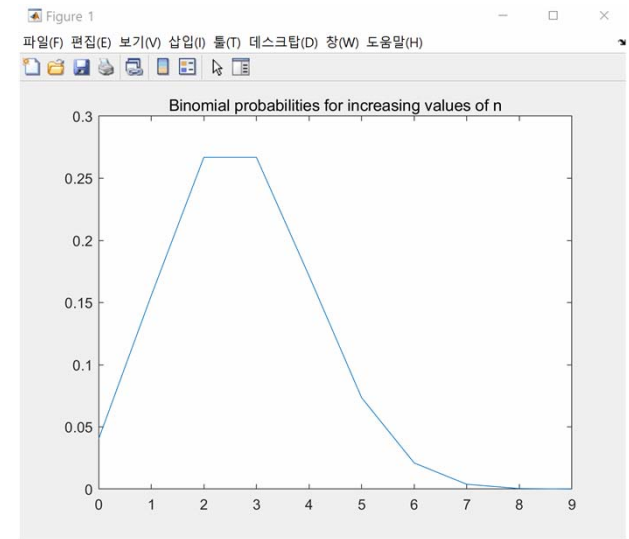 Figure 1
파일(F) 편집(E) 보기(V) 삽입(I) 툴(T) 데스크탑(D) 창(W) 도움말(H)
Binomial probabilities for increasing values of n
0.3
0.25
0.2
0.15
0.1
0.05
0
0 1 2 3 4 5 6 7 8 9